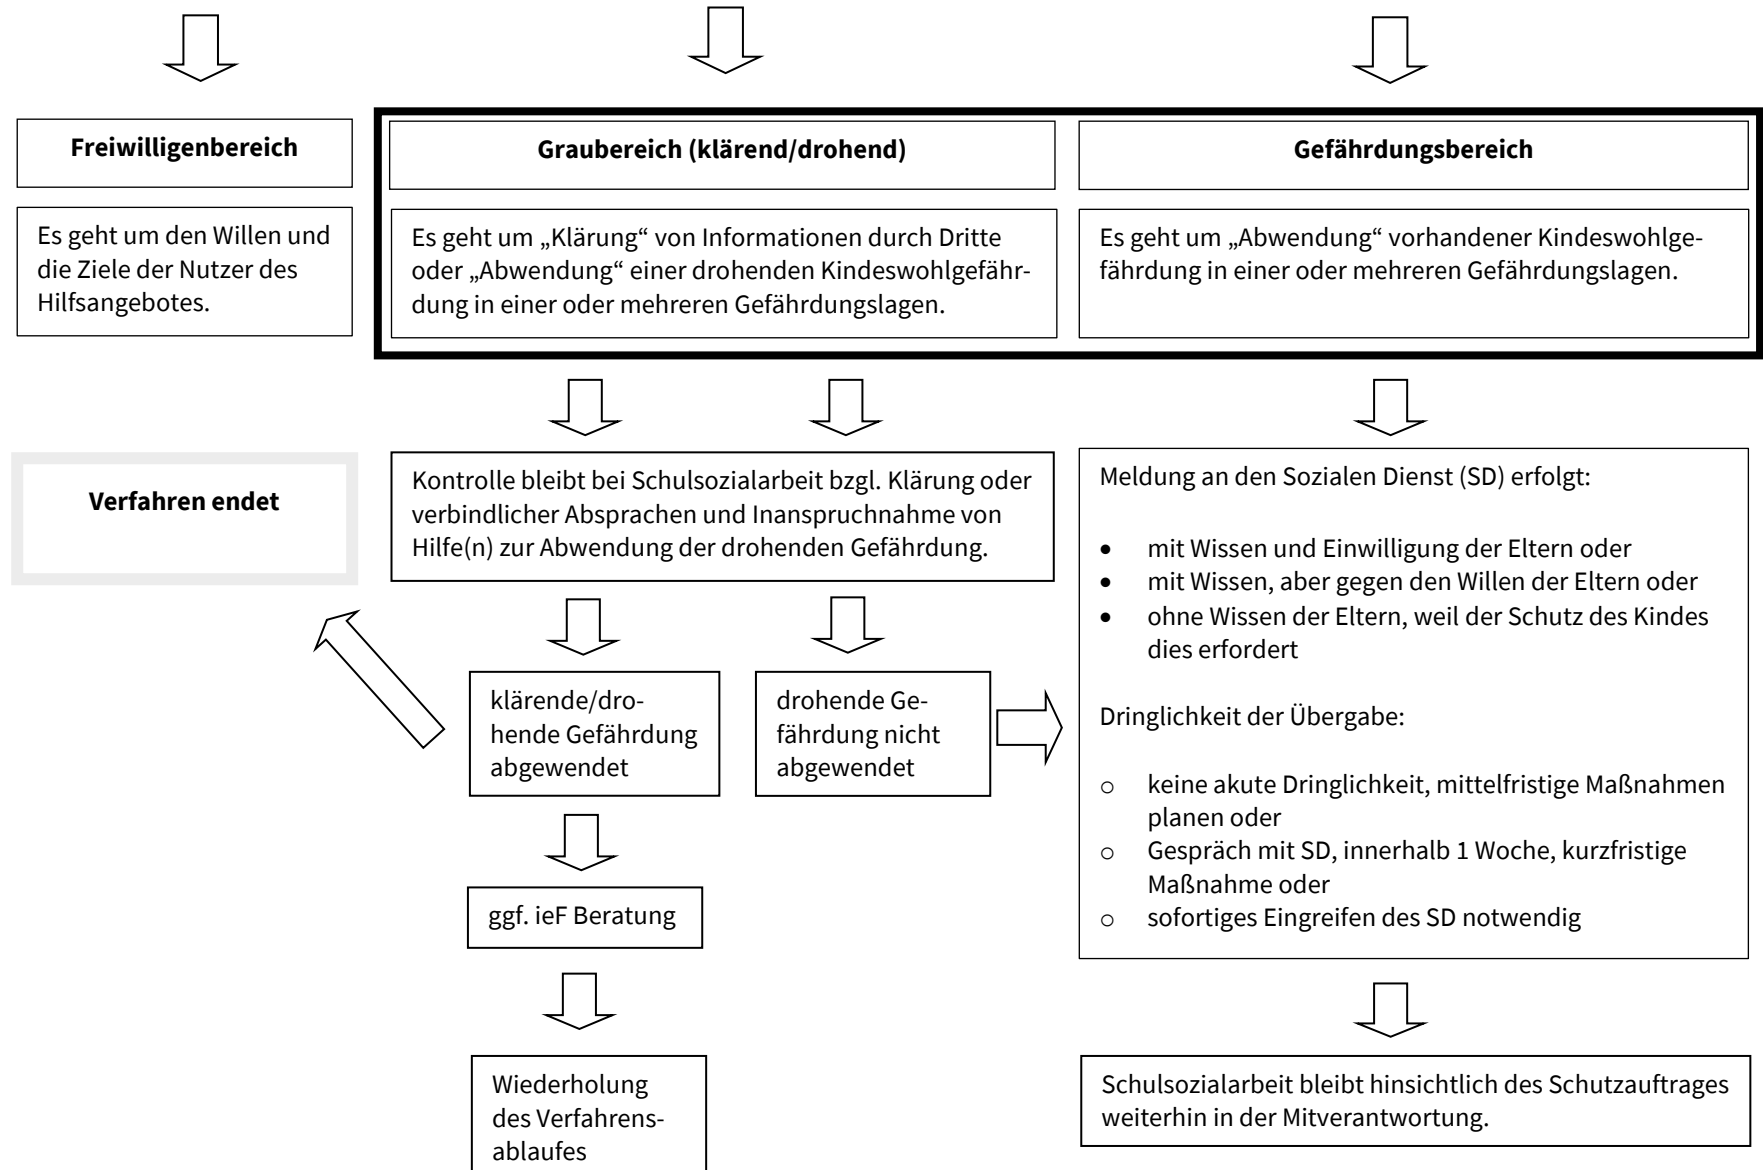 Freiwilligenbereich
Es geht um den Willen und
die Ziele der Nutzer des
Hilfsangebotes.
Graubereich (klärend/drohend)
Es geht um „Klärung“ von Informationen durch Dritte
oder „Abwendung“ einer drohenden Kindeswohlgefähr-
dung in einer oder mehreren Gefährdungslagen.
Gefährdungsbereich
Es geht um „Abwendung“ vorhandener Kindeswohlge-
fährdung in einer oder mehreren Gefährdungslagen.
Verfahren endet
Kontrolle bleibt bei Schulsozialarbeit bzgl. Klärung oder
verbindlicher Absprachen und Inanspruchnahme von
Hilfe(n) zur Abwendung der drohenden Gefährdung.
klärende/dro-
hende Gefährdung
abgewendet
drohende Ge-
fährdung nicht
abgewendet
ggf. ieF Beratung
Wiederholung
des Verfahrens-
ablaufes
Meldung an den Sozialen Dienst (SD) erfolgt:
• mit Wissen und Einwilligung der Eltern oder
• mit Wissen, aber gegen den Willen der Eltern oder
• ohne Wissen der Eltern, weil der Schutz des Kindes
dies erfordert
Dringlichkeit der Übergabe:
o keine akute Dringlichkeit, mittelfristige Maßnahmen
planen oder
o Gespräch mit SD, innerhalb 1 Woche, kurzfristige
Maßnahme oder
o sofortiges Eingreifen des SD notwendig
Schulsozialarbeit bleibt hinsichtlich des Schutzauftrages
weiterhin in der Mitverantwortung.